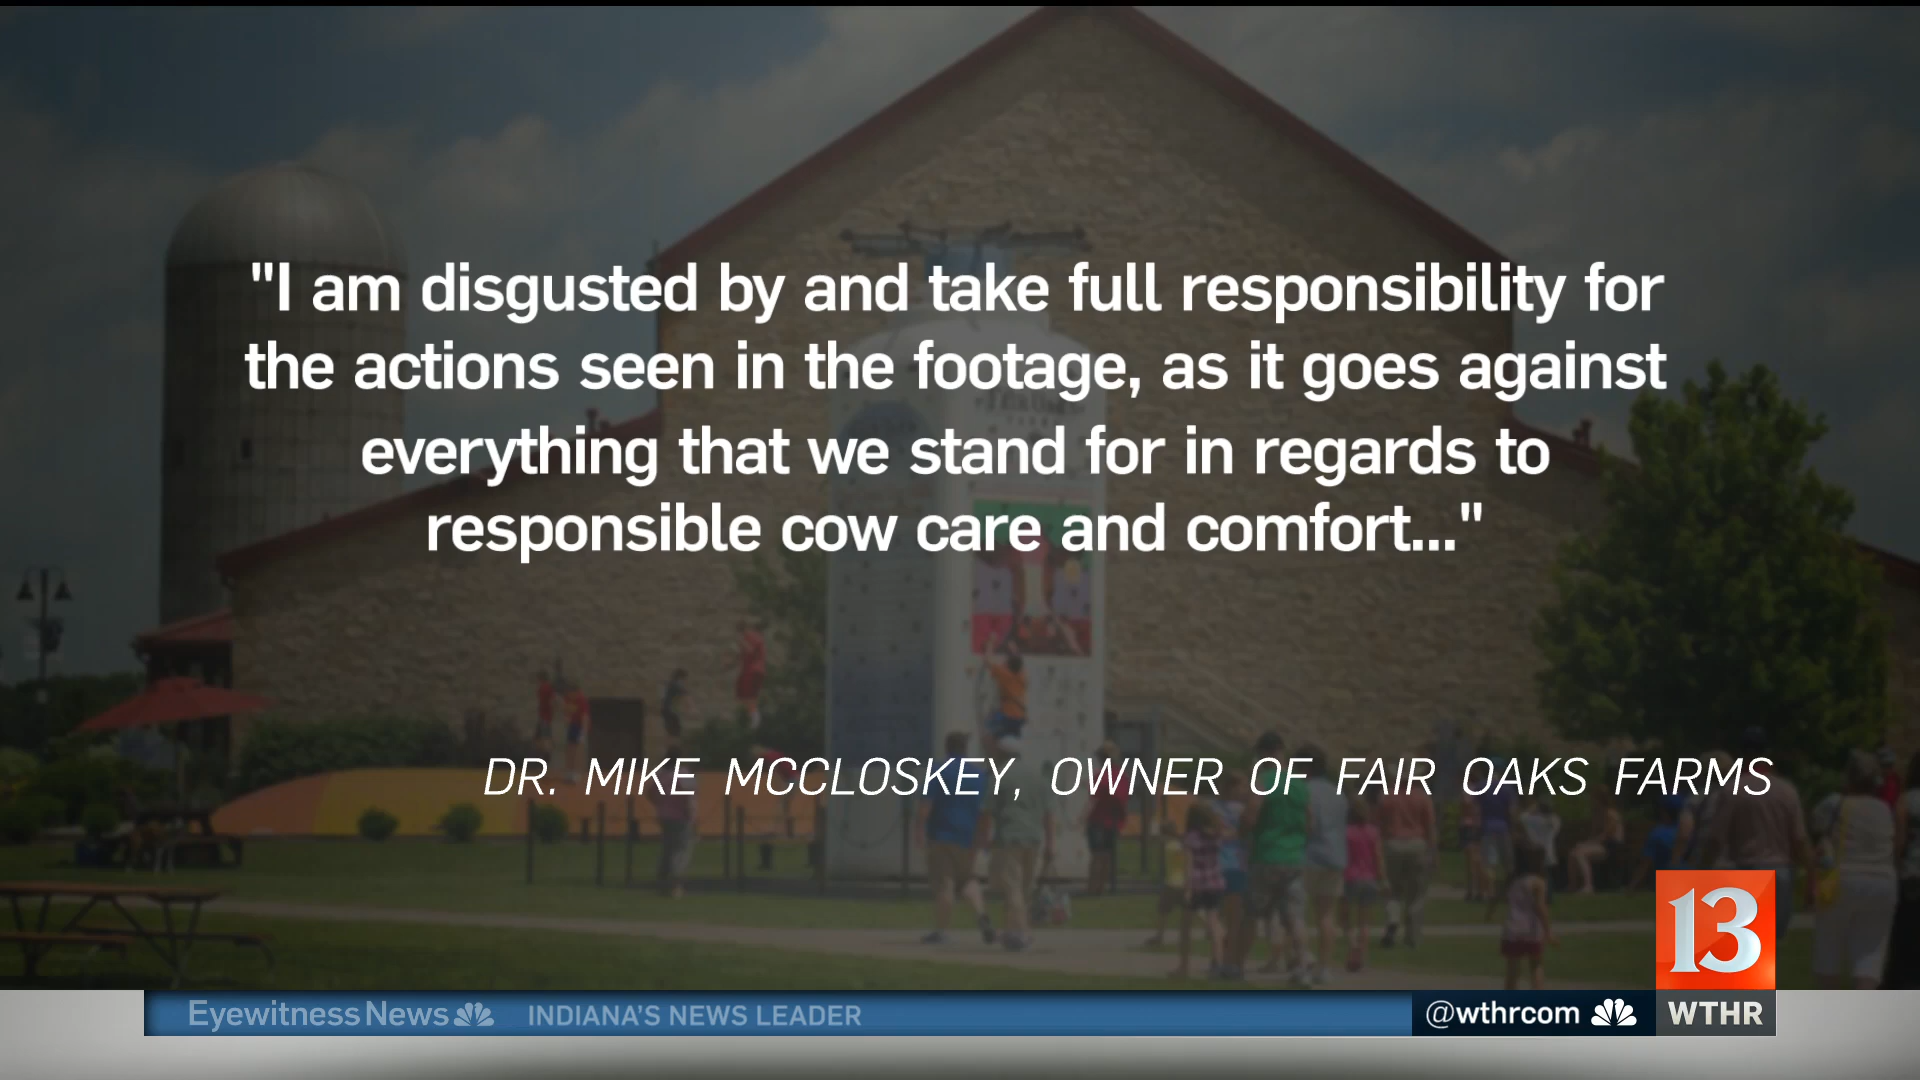 "I am disgusted by and take full responsibility for
the actions seen in the footage, as it goes against
everything that we stand for in regards to
responsible cow care and comfort..."
DR. MIKE MCCLOSKEY, OWNER OF FAIR OAKS FARMS
13
Eyewitness News INDIANA'S NEWS LEADER @wthrcom WTHR